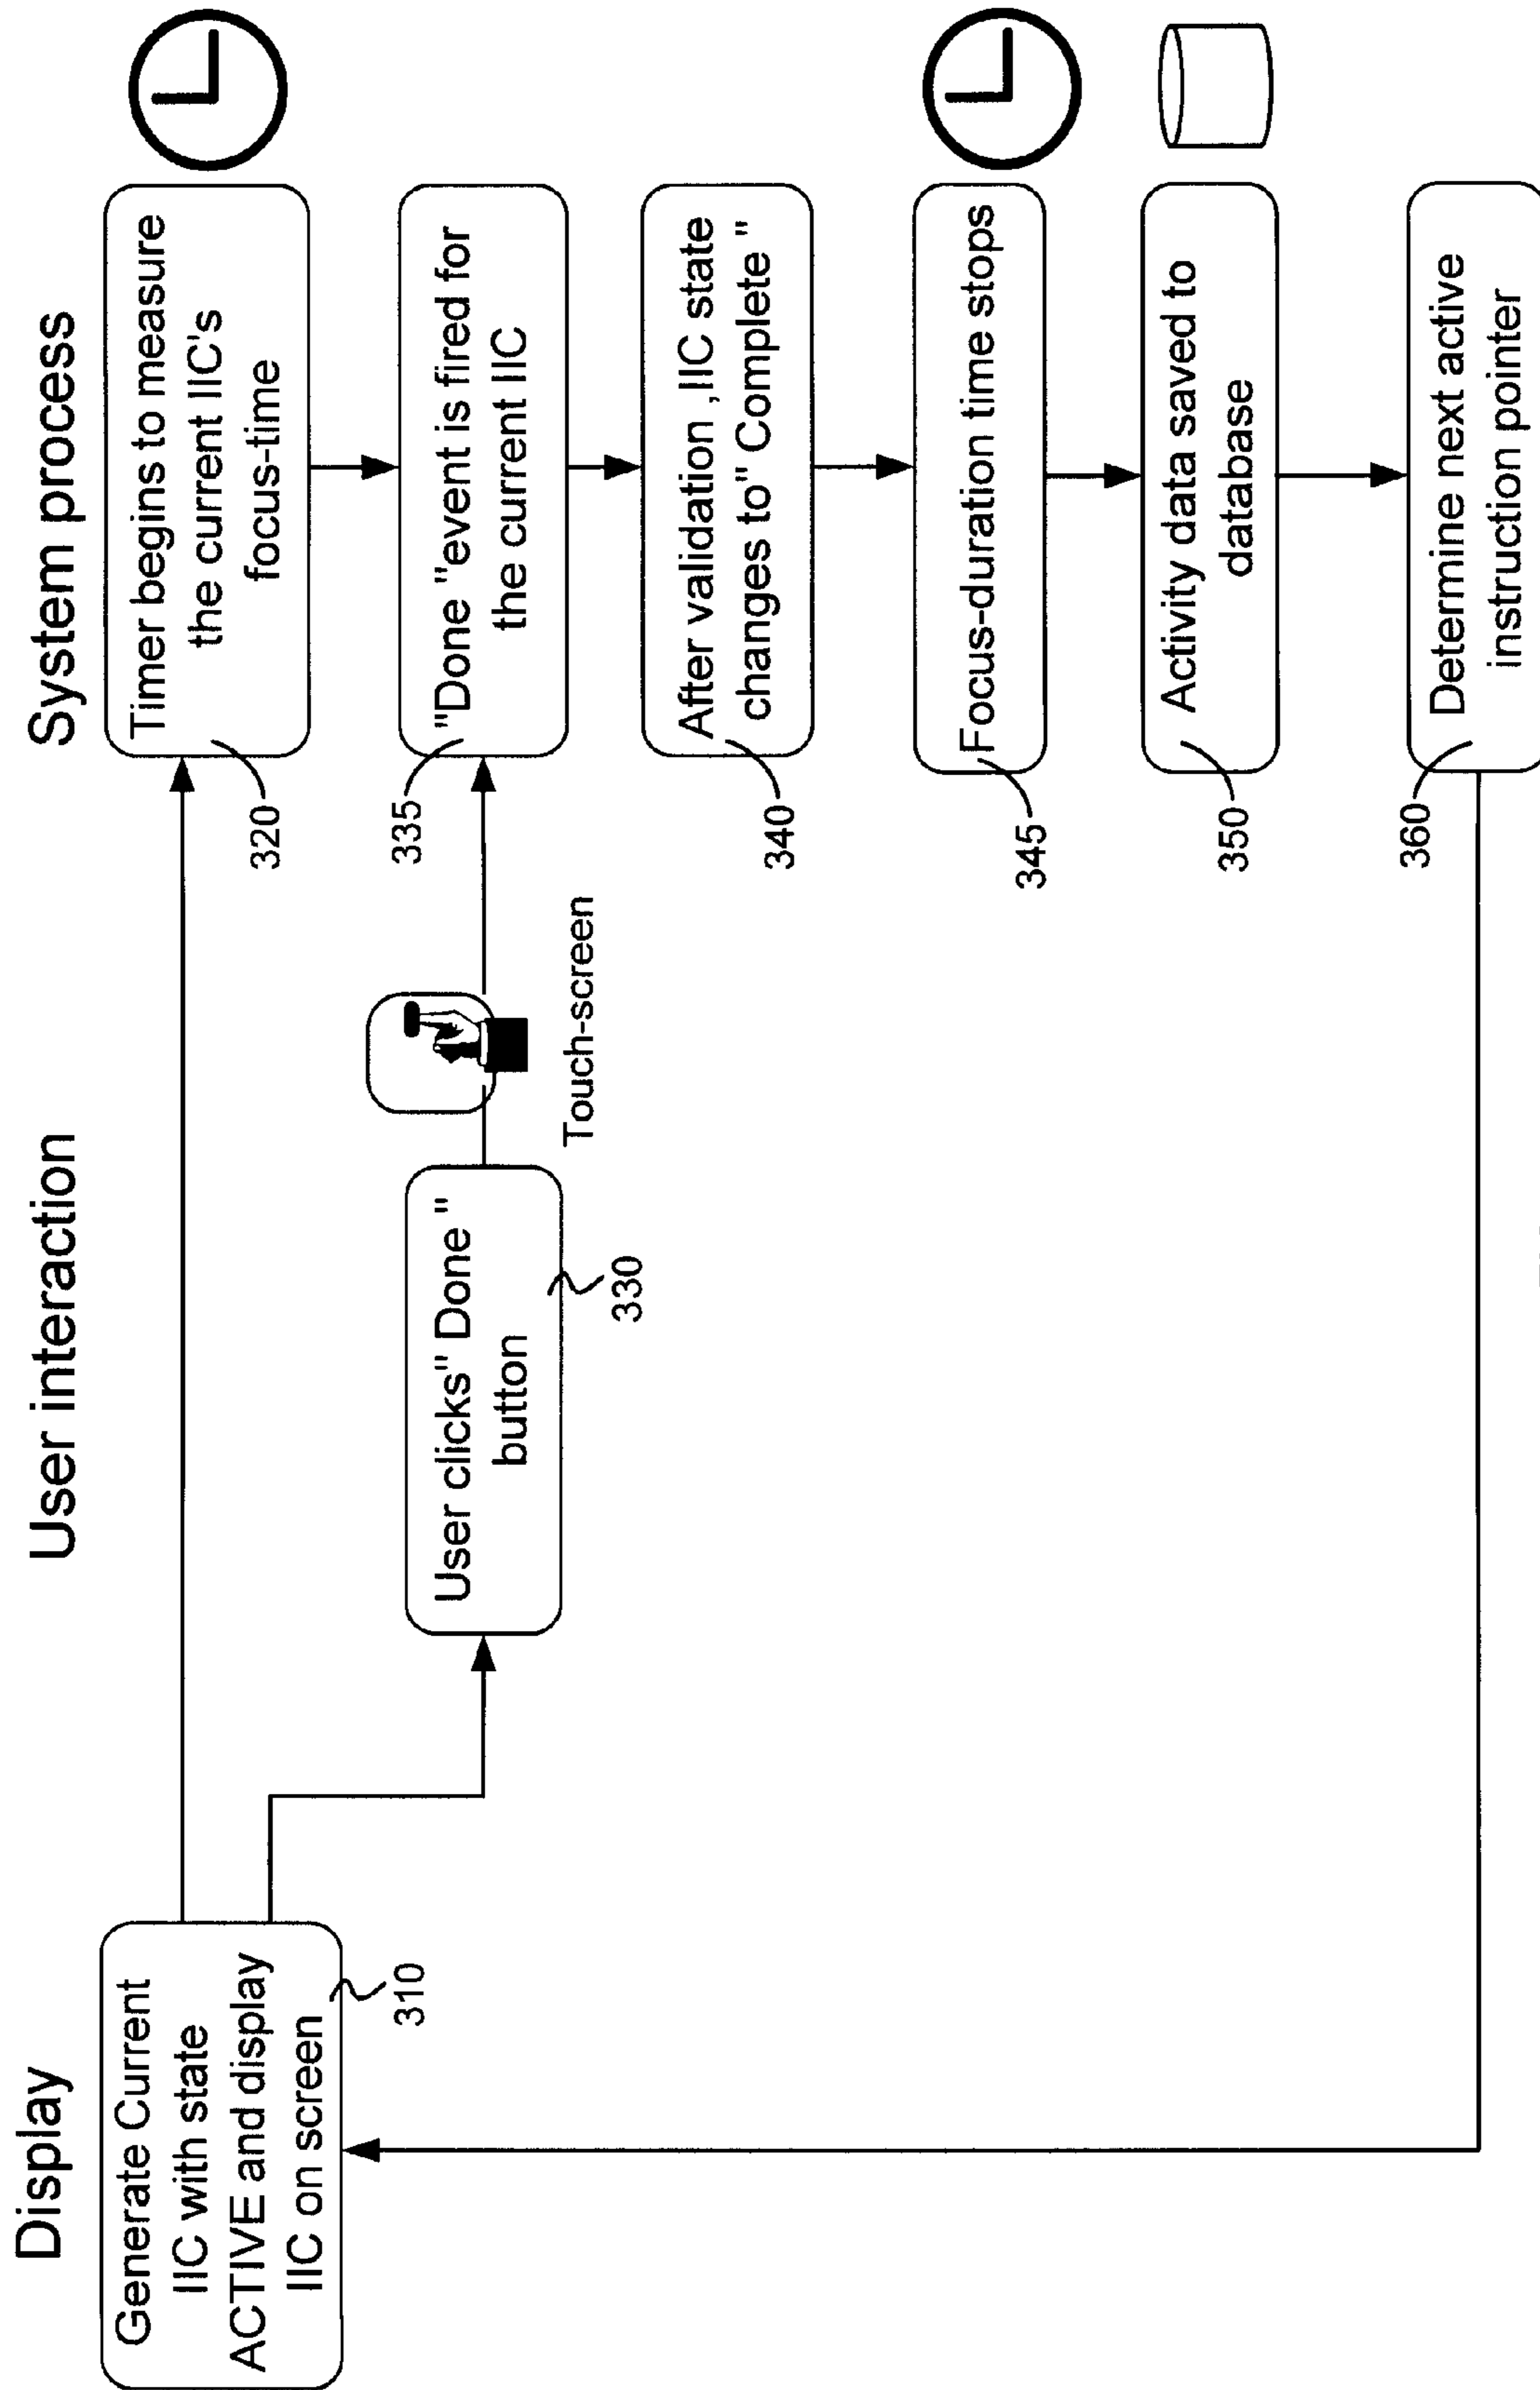 Display
User interaction
System process
Generate Current
IIC with state
ACTIVE and display
IIC on screen
310
Timer begins to measure
the current IIC's
focus-time
320
User clicks" Done "
button
330
Touch-screen
"Done "event is fired for
the current IIC
335
After validation ,IIC state
changes to" Complete "
340
Focus-duration time stops
345
Activity data saved to
database
350
Determine next active
instruction pointer
360